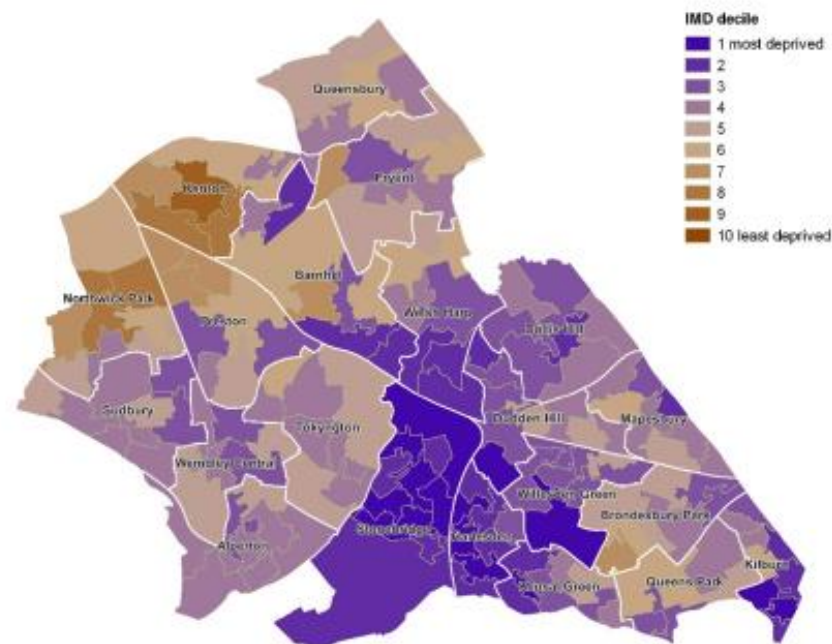 IMD decile
1 most deprived
2
3
4
5
6
7
8
9
10 least deprived
Queensbury
Kenton
Fryent
Barnhill
Northwick Park
Preston
Welsh Harp
Dollis Hill
Sudbury
Tokyngton
Dudden Hill
Mapesbury
Wembley Central
Willesden Green
Brondesbury Park
Alperton
Stonebridge
Harlesden
Kilburn
Kensal Green
Queens Park